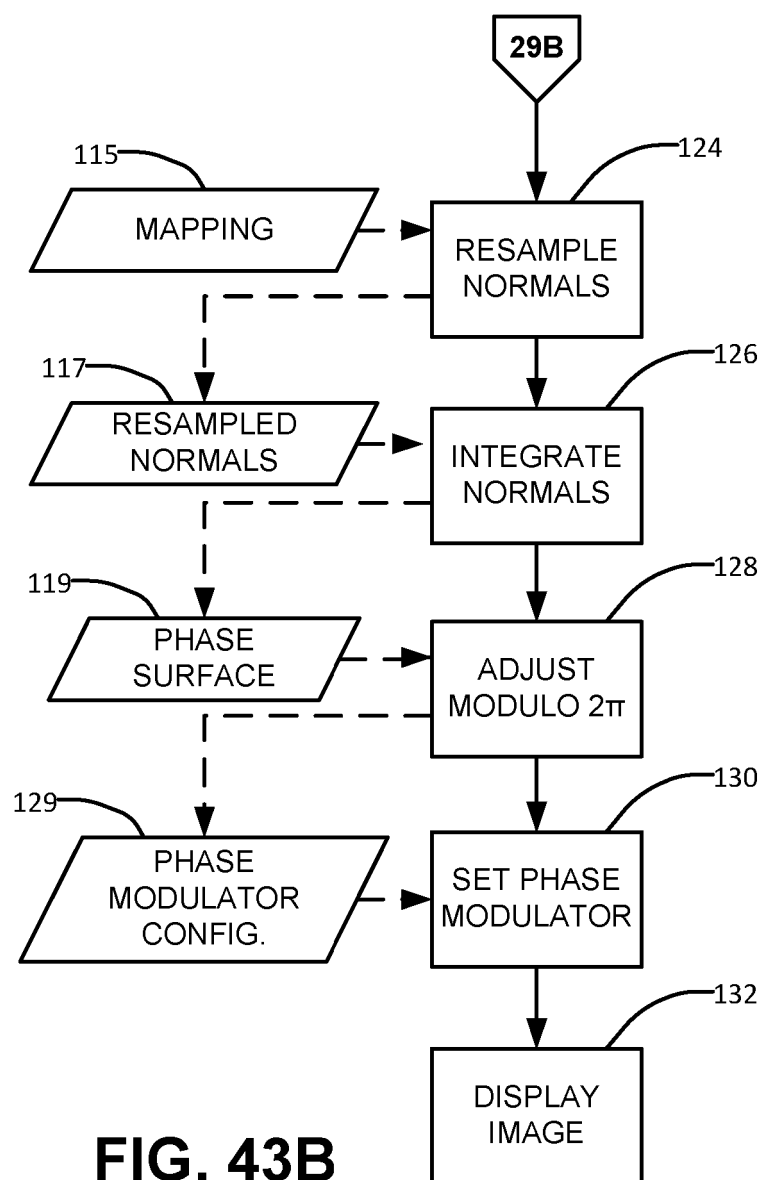 29B
115
124
MAPPING
RESAMPLE
NORMALS
117
126
RESAMPLED
NORMALS
INTEGRATE
NORMALS
119
128
PHASE
SURFACE
ADJUST
MODULO 2π
129
130
PHASE
MODULATOR
CONFIG.
SET PHASE
MODULATOR
132
DISPLAY
IMAGE
FIG. 43B